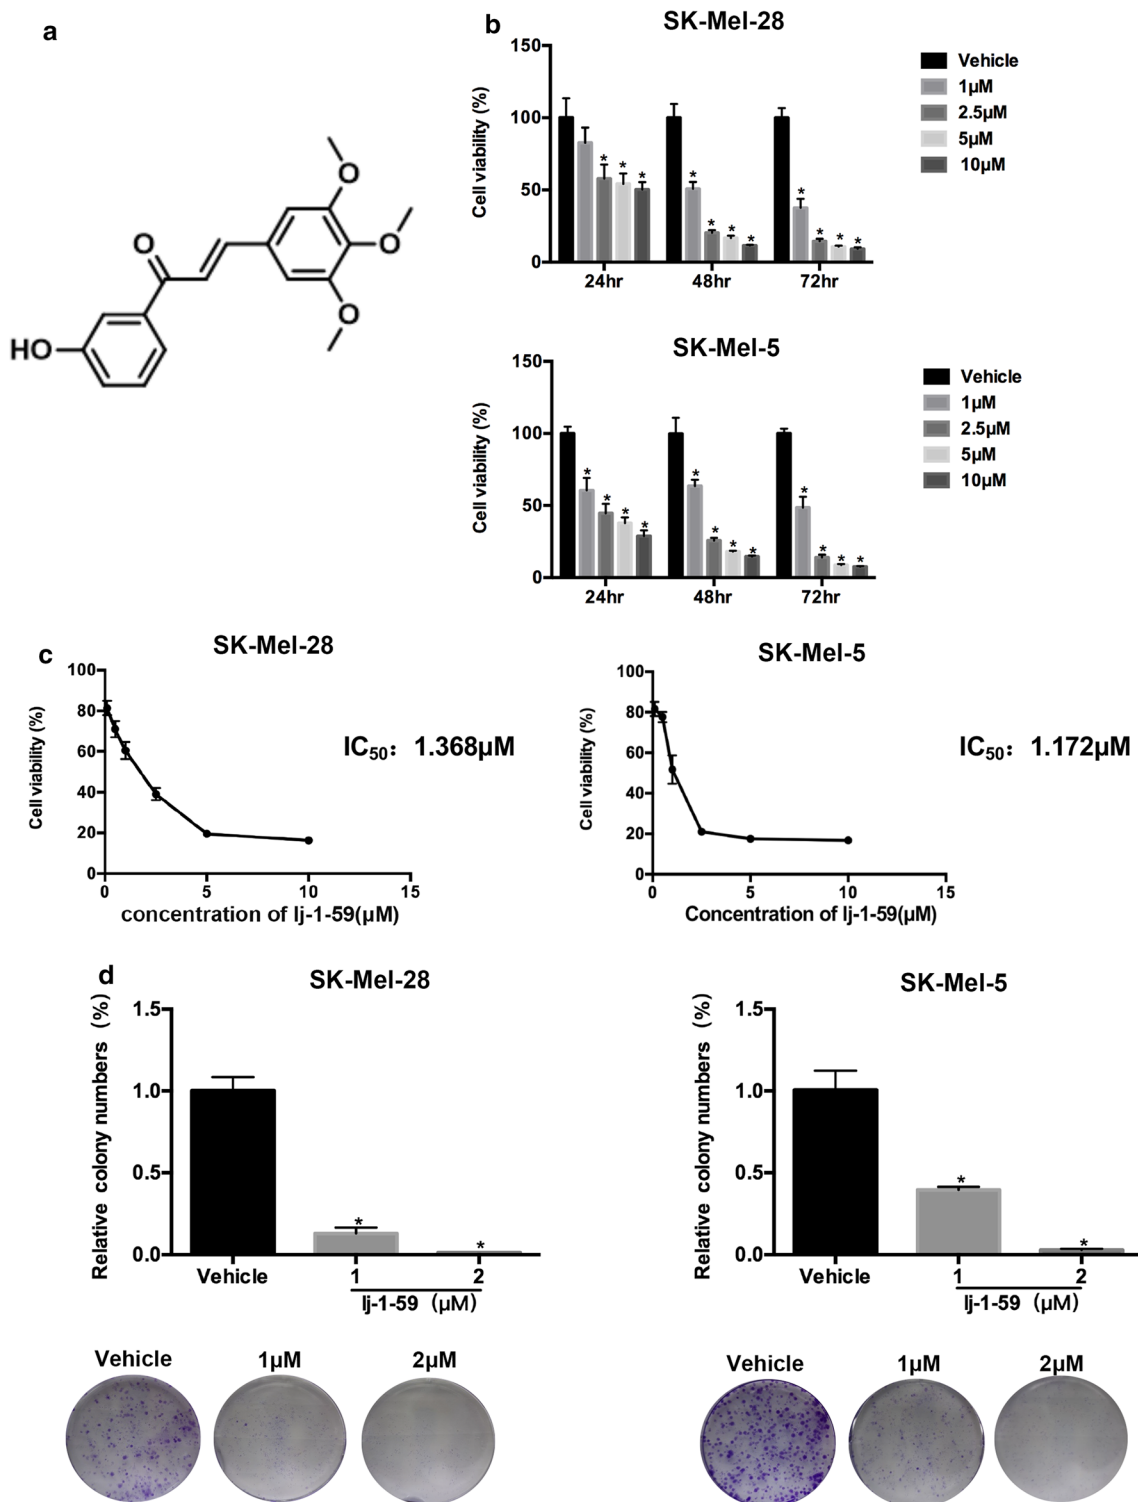 a
O
O
O
O
HO
b
SK-Mel-28
Cell viability (%)
150
100
50
0
24hr
48hr
72hr
*
*
*
*
*
*
*
*
*
*
*
Vehicle
1µM
2.5µM
5µM
10µM
SK-Mel-5
Cell viability (%)
150
100
50
0
24hr
48hr
72hr
*
*
*
*
*
*
*
*
*
*
*
*
Vehicle
1µM
2.5µM
5µM
10µM
c
SK-Mel-28
Cell viability (%)
100
80
60
40
20
0
0
5
10
15
concentration of lj-1-59(µM)
IC50: 1.368µM
SK-Mel-5
Cell viability (%)
100
80
60
40
20
0
0
5
10
15
Concentration of lj-1-59(µM)
IC50: 1.172µM
d
SK-Mel-28
Relative colony numbers (%)
1.5
1.0
0.5
0.0
*
*
Vehicle
1
2
lj-1-59 (µM)
SK-Mel-5
Relative colony numbers (%)
1.5
1.0
0.5
0.0
*
*
Vehicle
1
2
lj-1-59 (µM)
Vehicle
1µM
2µM
Vehicle
1µM
2µM